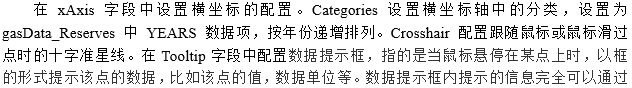 在 xAxis 字段中设置横坐标的配置。Categories 设置横坐标轴中的分类，设置为
gasData_Reserves 中 YEARS 数据项，按年份递增排列。Crosshair 配置跟随鼠标或鼠标滑过
点时的十字准星线。在 Tooltip 字段中配置数据提示框，指的是当鼠标悬停在某点上时，以框
的形式提示该点的数据，比如该点的值，数据单位等。数据提示框内提示的信息完全可以通过